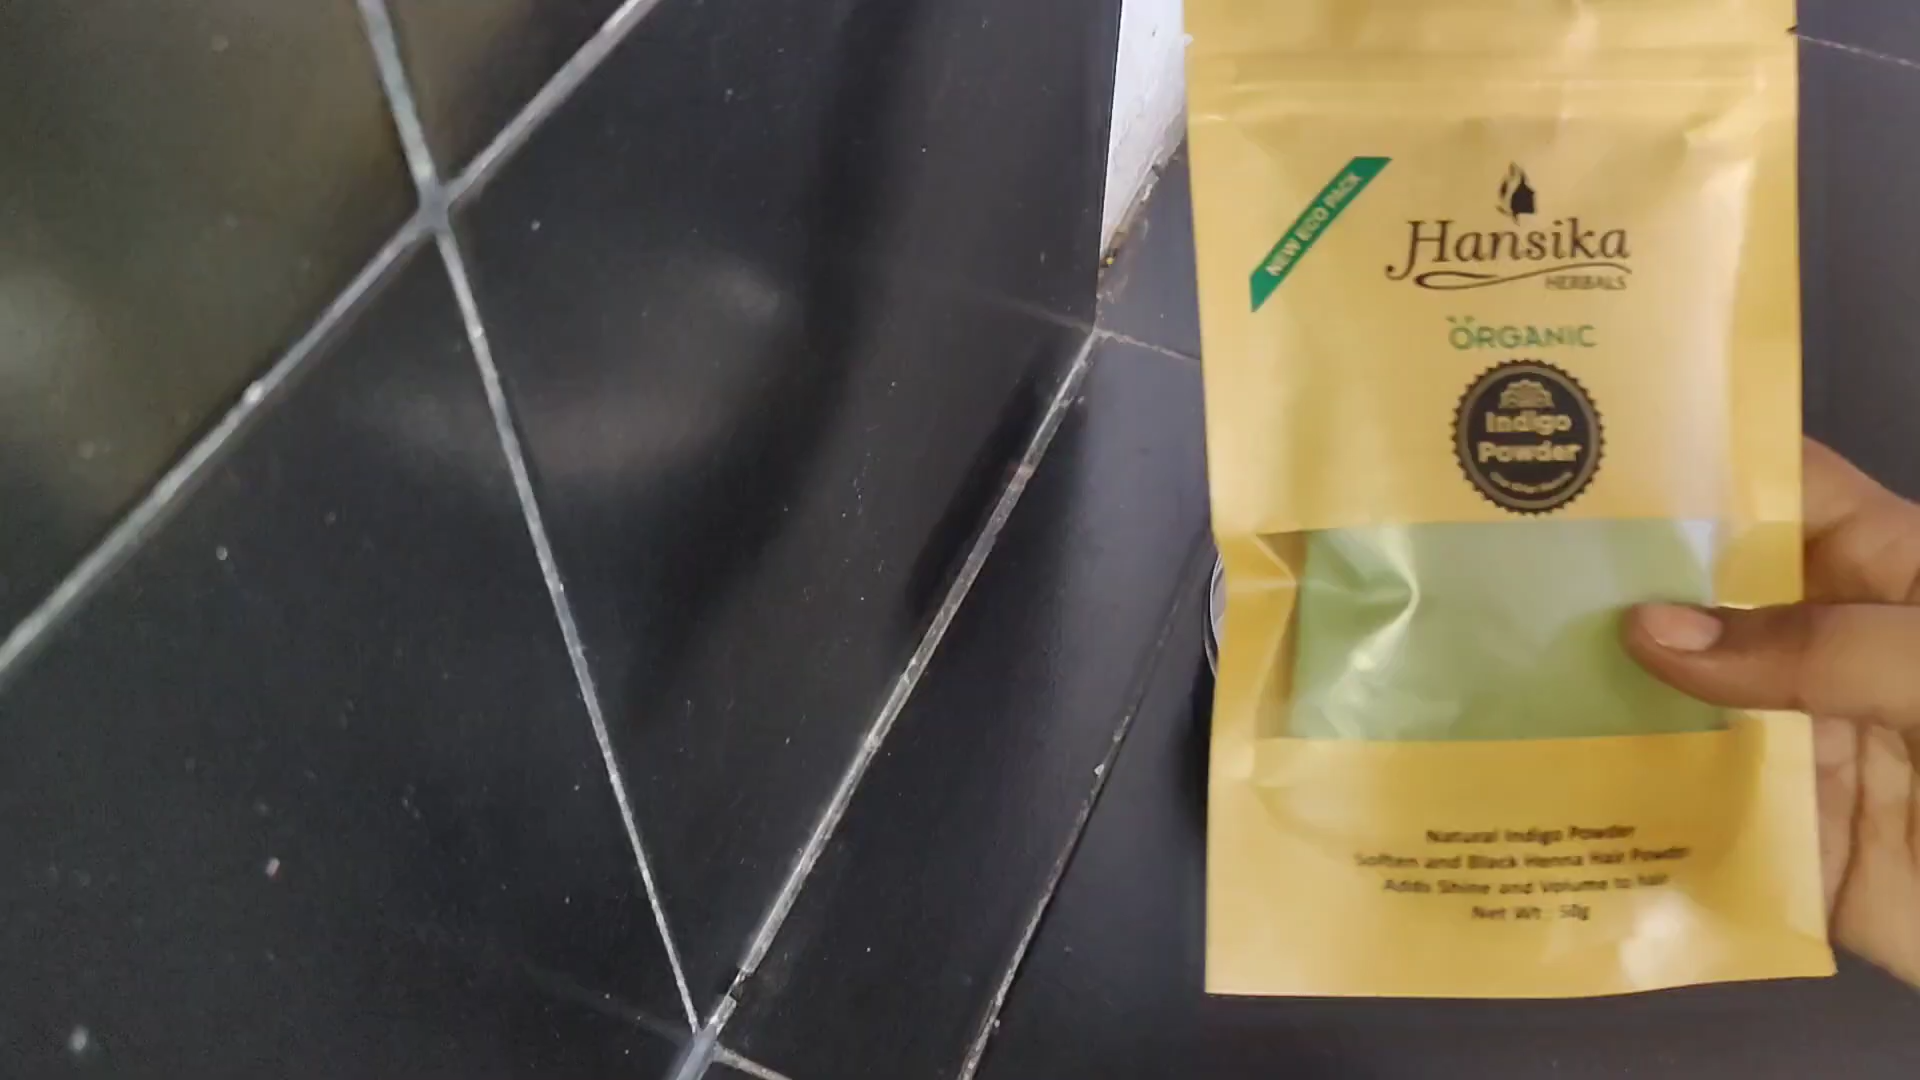 NEW ECO PACK
Hansika
HERBALS
ORGANIC
Indigo
Powder
Natural Indigo Powder
Soften and Black Henna Hair Powder
Adds Shine and Volume to hair
Net Wt : 50g